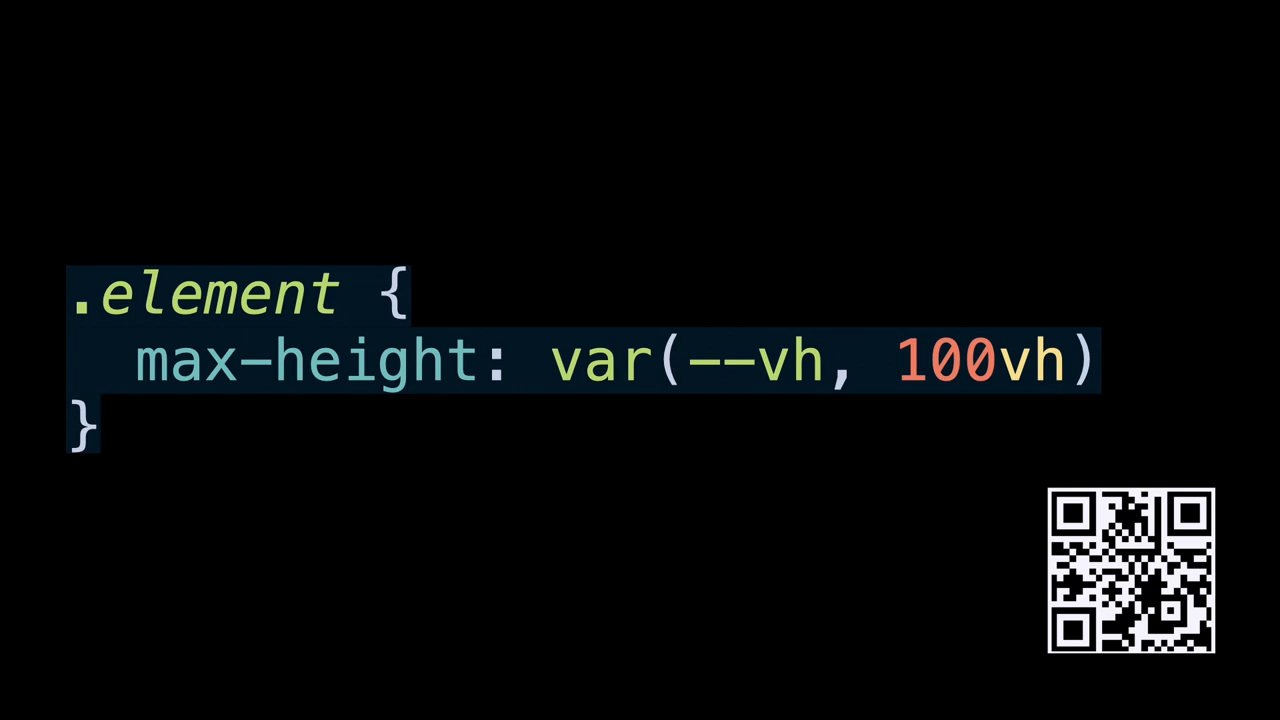 .element {
  max-height: var(--vh, 100vh)
}